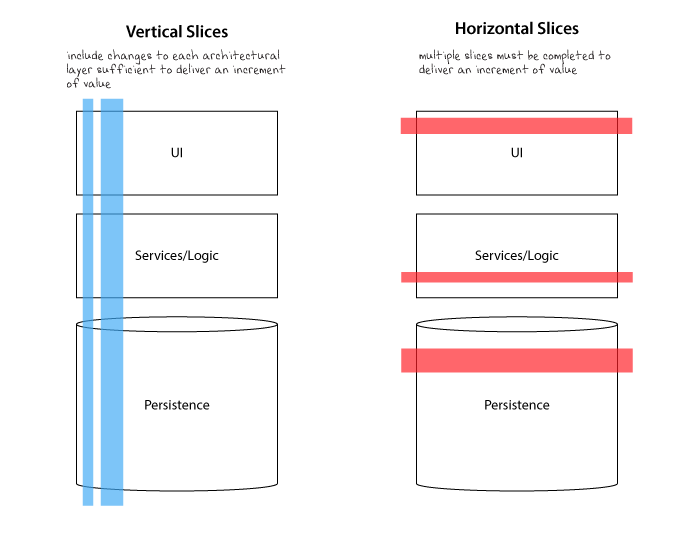 Vertical Slices
include changes to each architectural
layer sufficient to deliver an increment
of value
UI
Services/Logic
Persistence
Horizontal Slices
multiple slices must be completed to
deliver an increment of value
UI
Services/Logic
Persistence